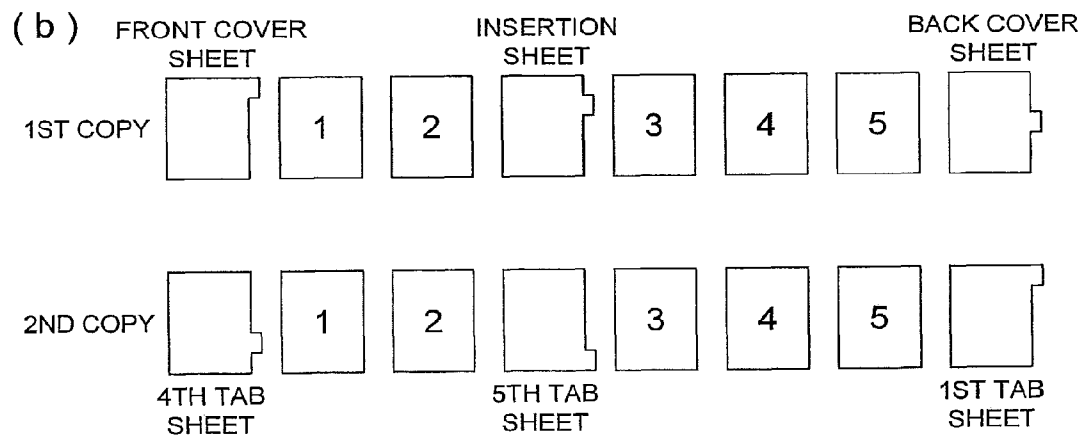 (b)
FRONT COVER
SHEET
INSERTION
SHEET
BACK COVER
SHEET
1ST COPY
1
2
3
4
5
2ND COPY
1
2
3
4
5
4TH TAB
SHEET
5TH TAB
SHEET
1ST TAB
SHEET